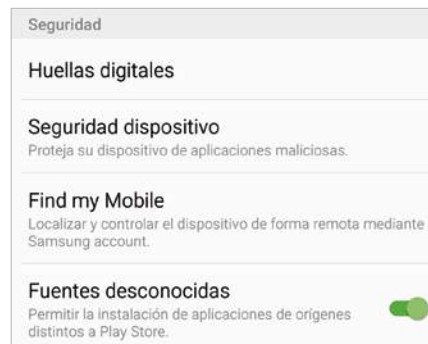 Seguridad
Huellas digitales
Seguridad dispositivo
Proteja su dispositivo de aplicaciones maliciosas.
Find my Mobile
Localizar y controlar el dispositivo de forma remota mediante
Samsung account.
Fuentes desconocidas
Permitir la instalación de aplicaciones de orígenes
distintos a Play Store.